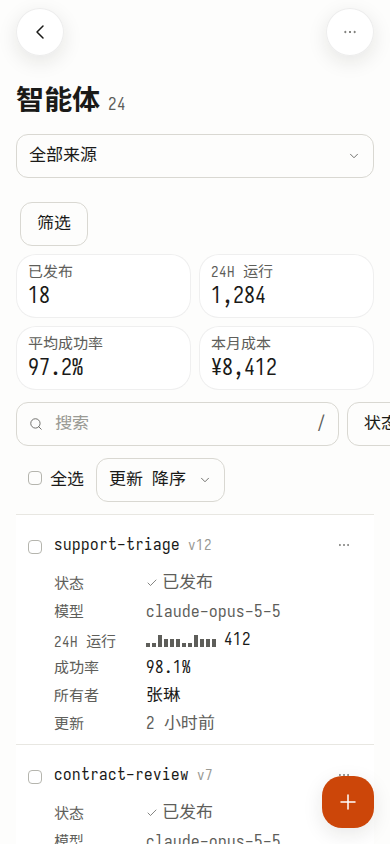 智能体 24
全部来源
筛选
已发布
18
24H 运行
1,284
平均成功率
97.2%
本月成本
¥8,412
搜索 / 状态
全选 更新 降序
support-triage v12
状态 已发布
模型 claude-opus-5-5
24H 运行 412
成功率 98.1%
所有者 张琳
更新 2 小时前
contract-review v7
状态 已发布
模型 claude-opus-5-5